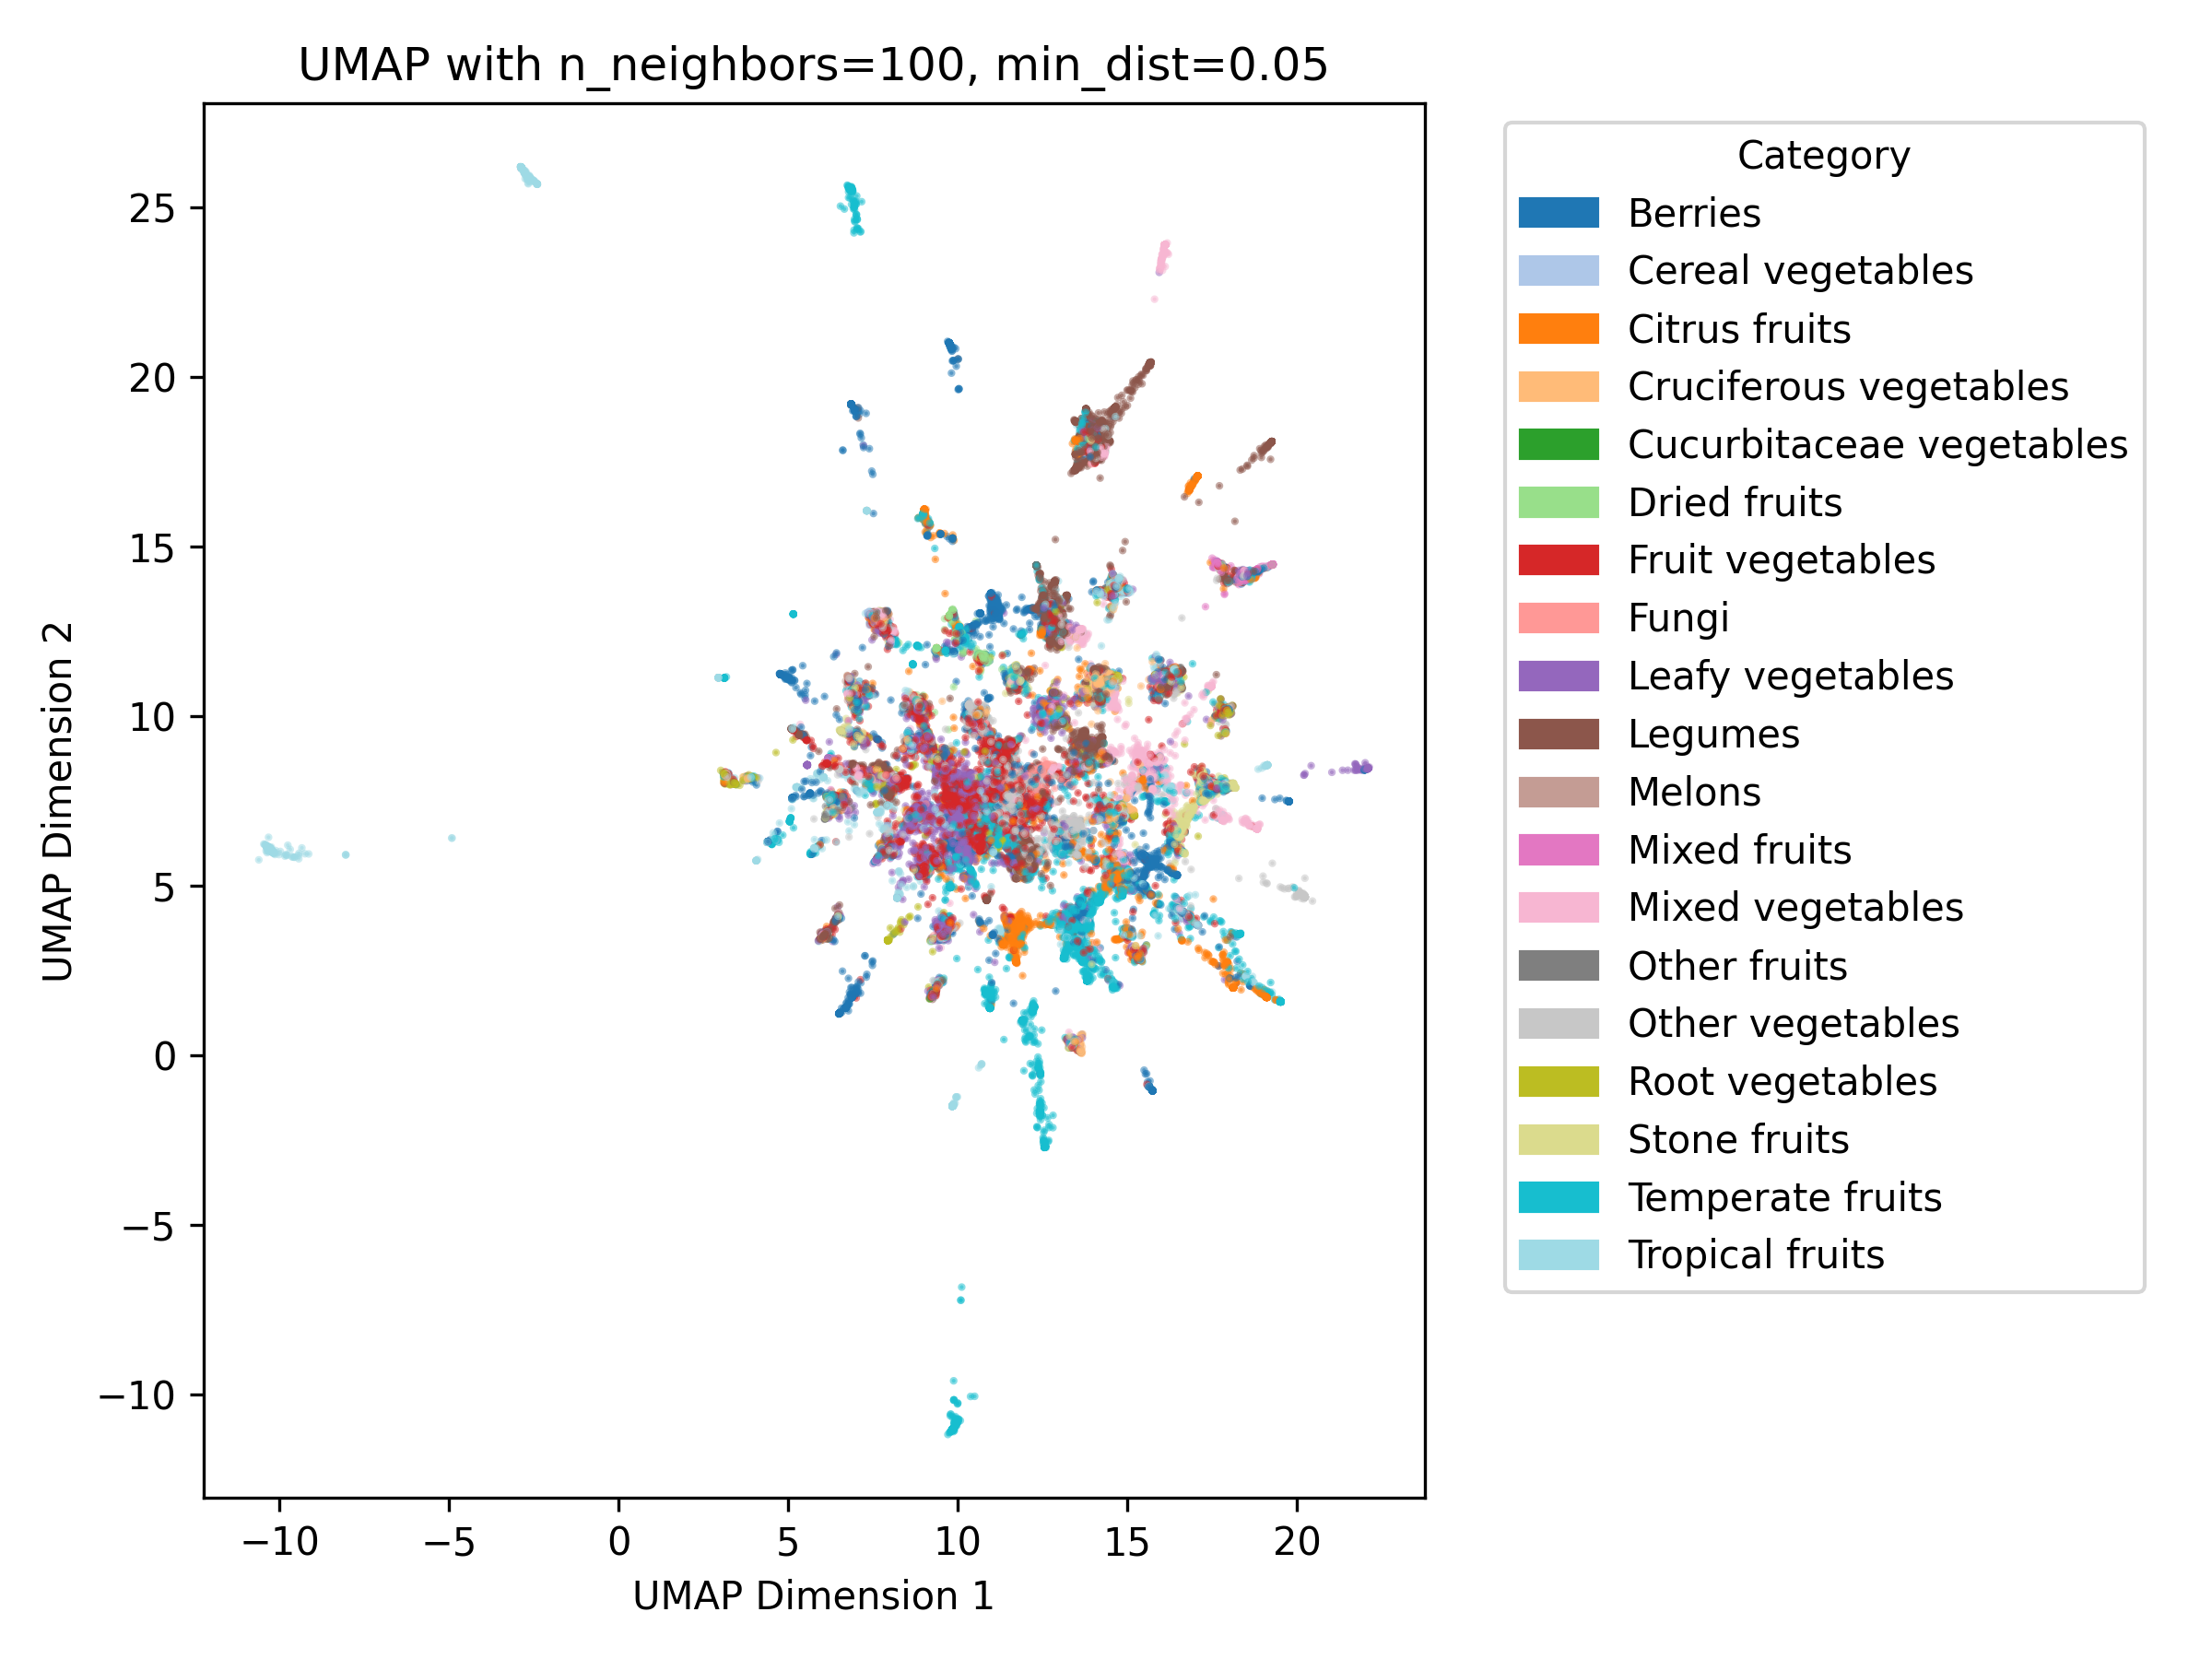 UMAP with n_neighbors=100, min_dist=0.05
25
20
15
10
5
0
−5
−10
UMAP Dimension 2
−10
−5
0
5
10
15
20
UMAP Dimension 1
Category
Berries
Cereal vegetables
Citrus fruits
Cruciferous vegetables
Cucurbitaceae vegetables
Dried fruits
Fruit vegetables
Fungi
Leafy vegetables
Legumes
Melons
Mixed fruits
Mixed vegetables
Other fruits
Other vegetables
Root vegetables
Stone fruits
Temperate fruits
Tropical fruits